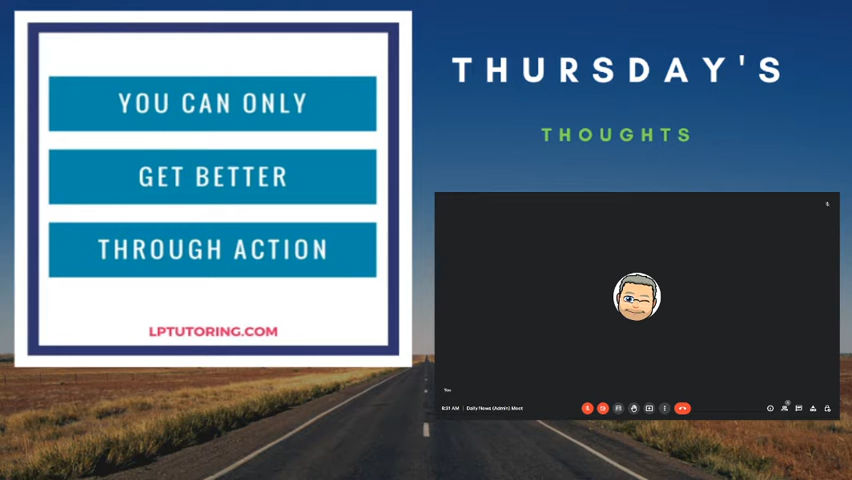 YOU CAN ONLY
GET BETTER
THROUGH ACTION
LPTUTORING.COM
THURSDAY'S
THOUGHTS
You
8:31 AM | Daily News (Admin) Meet